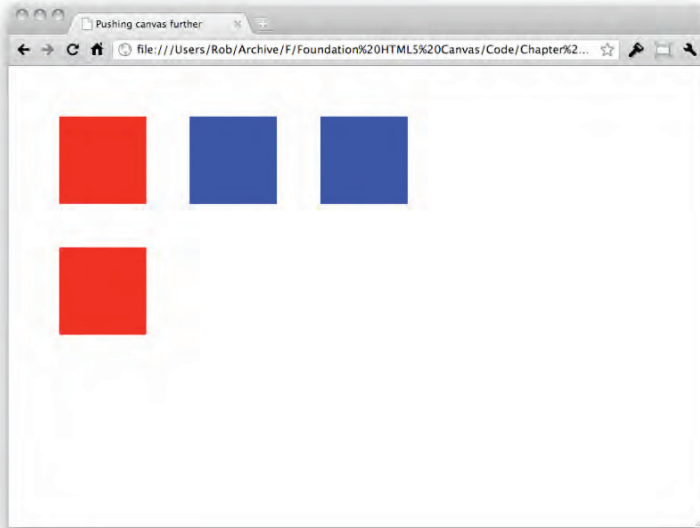 Pushing canvas further
file:///Users/Rob/Archive/F/Foundation%20HTML5%20Canvas/Code/Chapter%2...